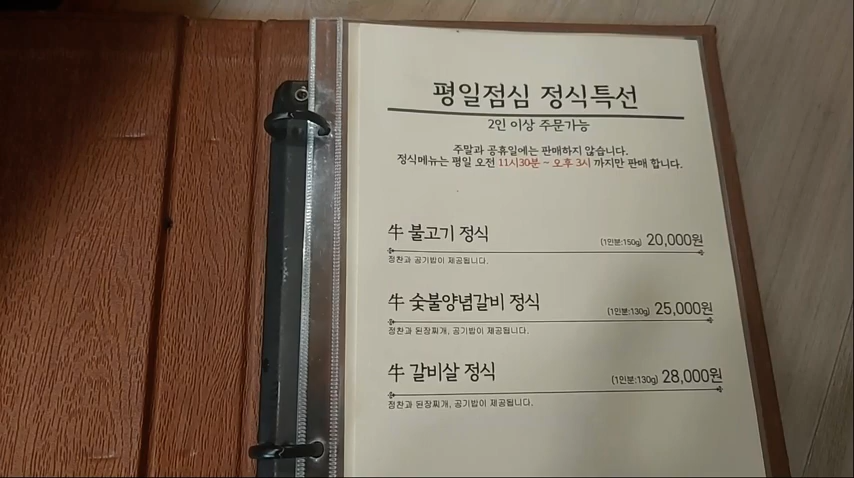 평일점심 정식특선
2인 이상 주문가능
주말과 공휴일에는 판매하지 않습니다.
정식메뉴는 평일 오전 11시30분 ~ 오후 3시 까지만 판매 합니다.
牛 불고기 정식 (1인분:150g) 20,000원
정찬과 공기밥이 제공됩니다.
牛 숯불양념갈비 정식 (1인분:130g) 25,000원
정찬과 된장찌개, 공기밥이 제공됩니다.
牛 갈비살 정식 (1인분:130g) 28,000원
정찬과 된장찌개, 공기밥이 제공됩니다.